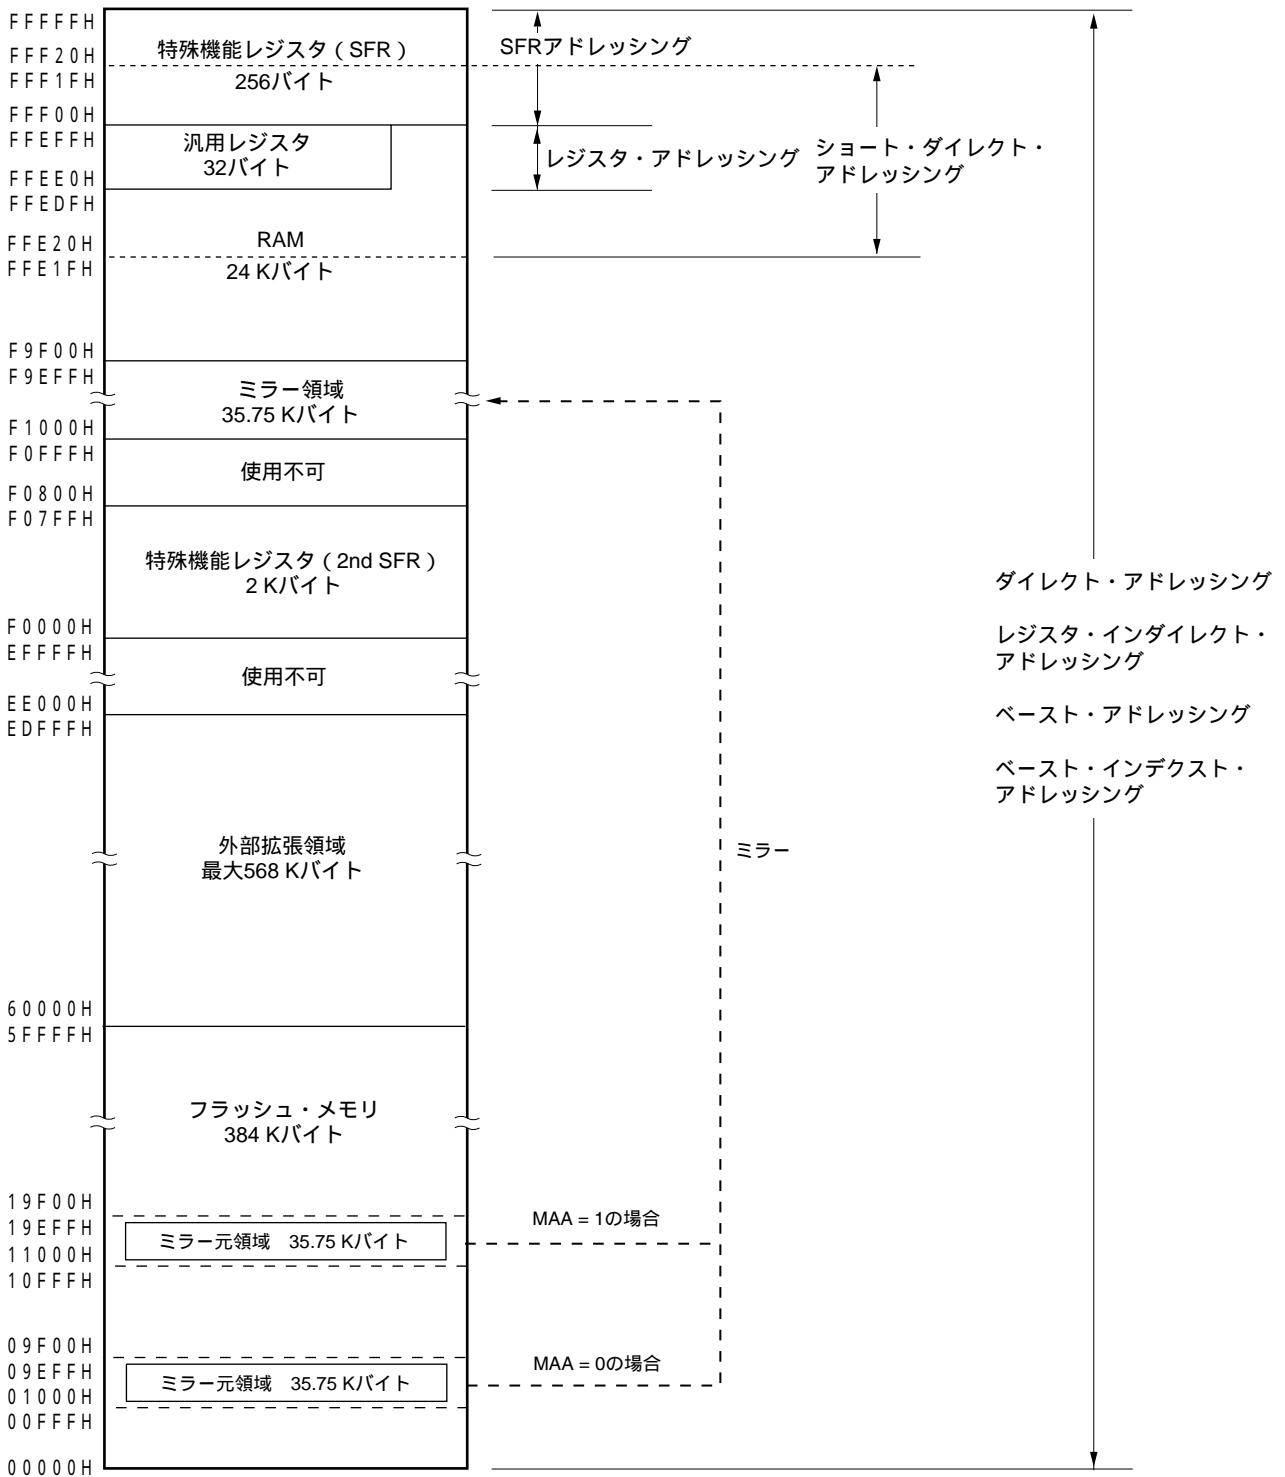 FFFFFH
特殊機能レジスタ（SFR）
SFRアドレッシング
FFF20H
FFF1FH
256バイト
FFF00H
FFEFFH
汎用レジスタ
32バイト
レジスタ・アドレッシング
ショート・ダイレクト・
アドレッシング
FFEE0H
FFEDFH
FFE20H
RAM
FFE1FH
24 Kバイト
F9F00H
F9EFFH
ミラー領域
35.75 Kバイト
F1000H
F0FFFH
使用不可
F0800H
F07FFH
特殊機能レジスタ（2nd SFR）
2 Kバイト
ダイレクト・アドレッシング
レジスタ・インダイレクト・
アドレッシング
ベースト・アドレッシング
ベースト・インデクスト・
アドレッシング
F0000H
EFFFFH
使用不可
EE000H
EDFFFH
外部拡張領域
最大568 Kバイト
ミラー
60000H
5FFFFH
フラッシュ・メモリ
384 Kバイト
19F00H
19EFFH
MAA = 1の場合
ミラー元領域　35.75 Kバイト
11000H
10FFFH
09F00H
09EFFH
MAA = 0の場合
ミラー元領域　35.75 Kバイト
01000H
00FFFH
00000H